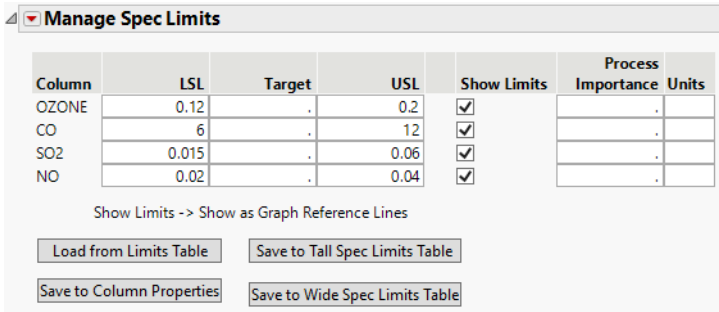 Manage Spec Limits
Process
Column LSL Target USL Show Limits Importance Units
OZONE 0.12 . 0.2 .
CO 6 . 12 .
SO2 0.015 . 0.06 .
NO 0.02 . 0.04 .
Show Limits -> Show as Graph Reference Lines
Load from Limits Table Save to Tall Spec Limits Table
Save to Column Properties Save to Wide Spec Limits Table